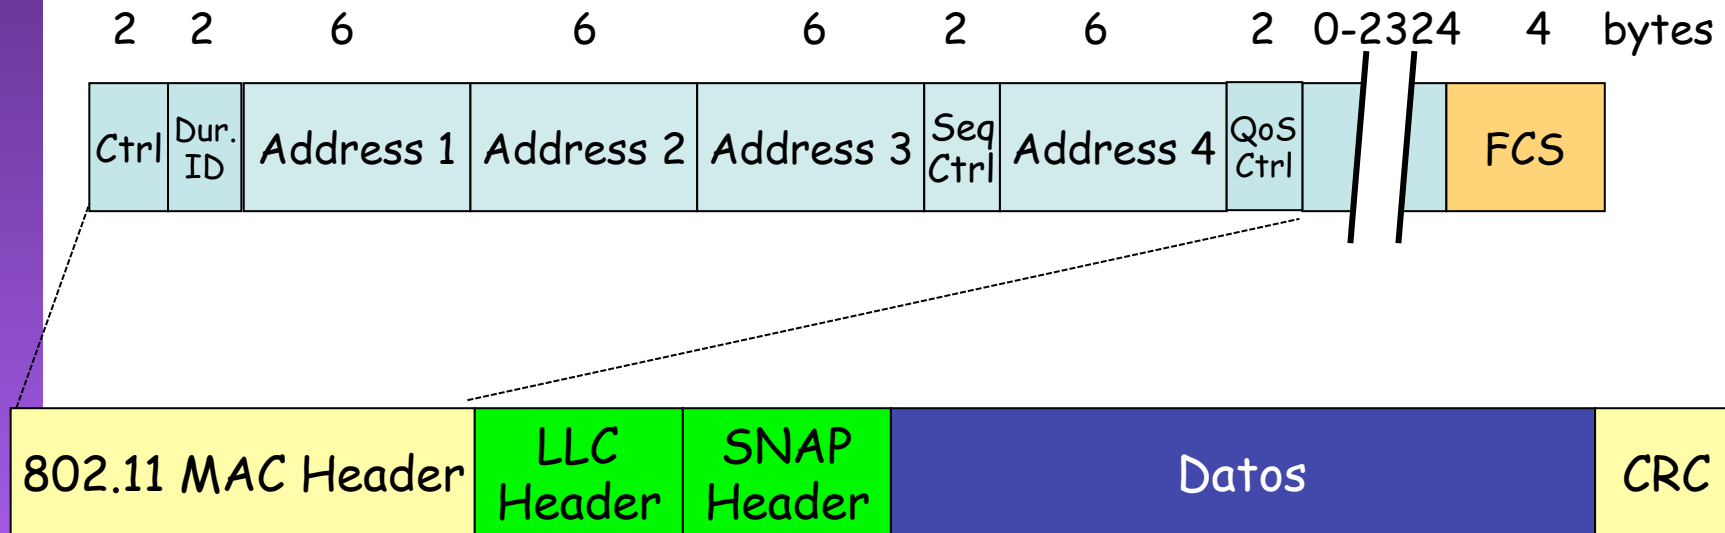 2 2 6 6 6 2 6 2 0-2324 4 bytes
Ctrl Dur. ID Address 1 Address 2 Address 3 Seq Ctrl Address 4 QoS Ctrl FCS
802.11 MAC Header LLC Header SNAP Header Datos CRC